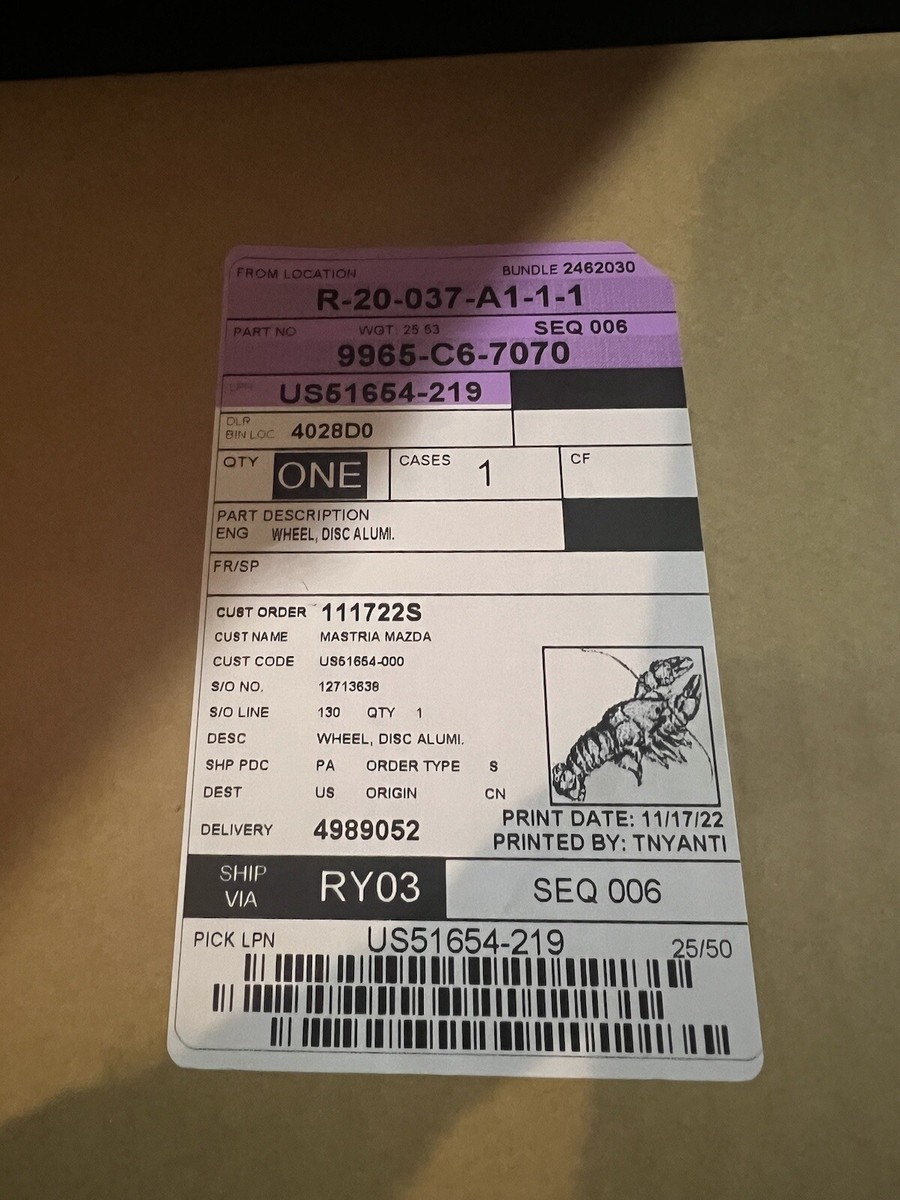 FROM LOCATION BUNDLE 2462030
R-20-037-A1-1-1
PART NO WGT: 25.53 SEQ 006
9965-C6-7070
LPN US51654-219
DLR
BIN LOC 4028D0
QTY ONE CASES 1 CF
PART DESCRIPTION
ENG WHEEL, DISC ALUMI.
FR/SP
CUST ORDER 111722S
CUST NAME MASTRIA MAZDA
CUST CODE US51654-000
S/O NO. 12713638
S/O LINE 130 QTY 1
DESC WHEEL, DISC ALUMI.
SHP PDC PA ORDER TYPE S
DEST US ORIGIN CN
PRINT DATE: 11/17/22
DELIVERY 4989052 PRINTED BY: TNYANTI
SHIP VIA RY03 SEQ 006
PICK LPN US51654-219 25/50